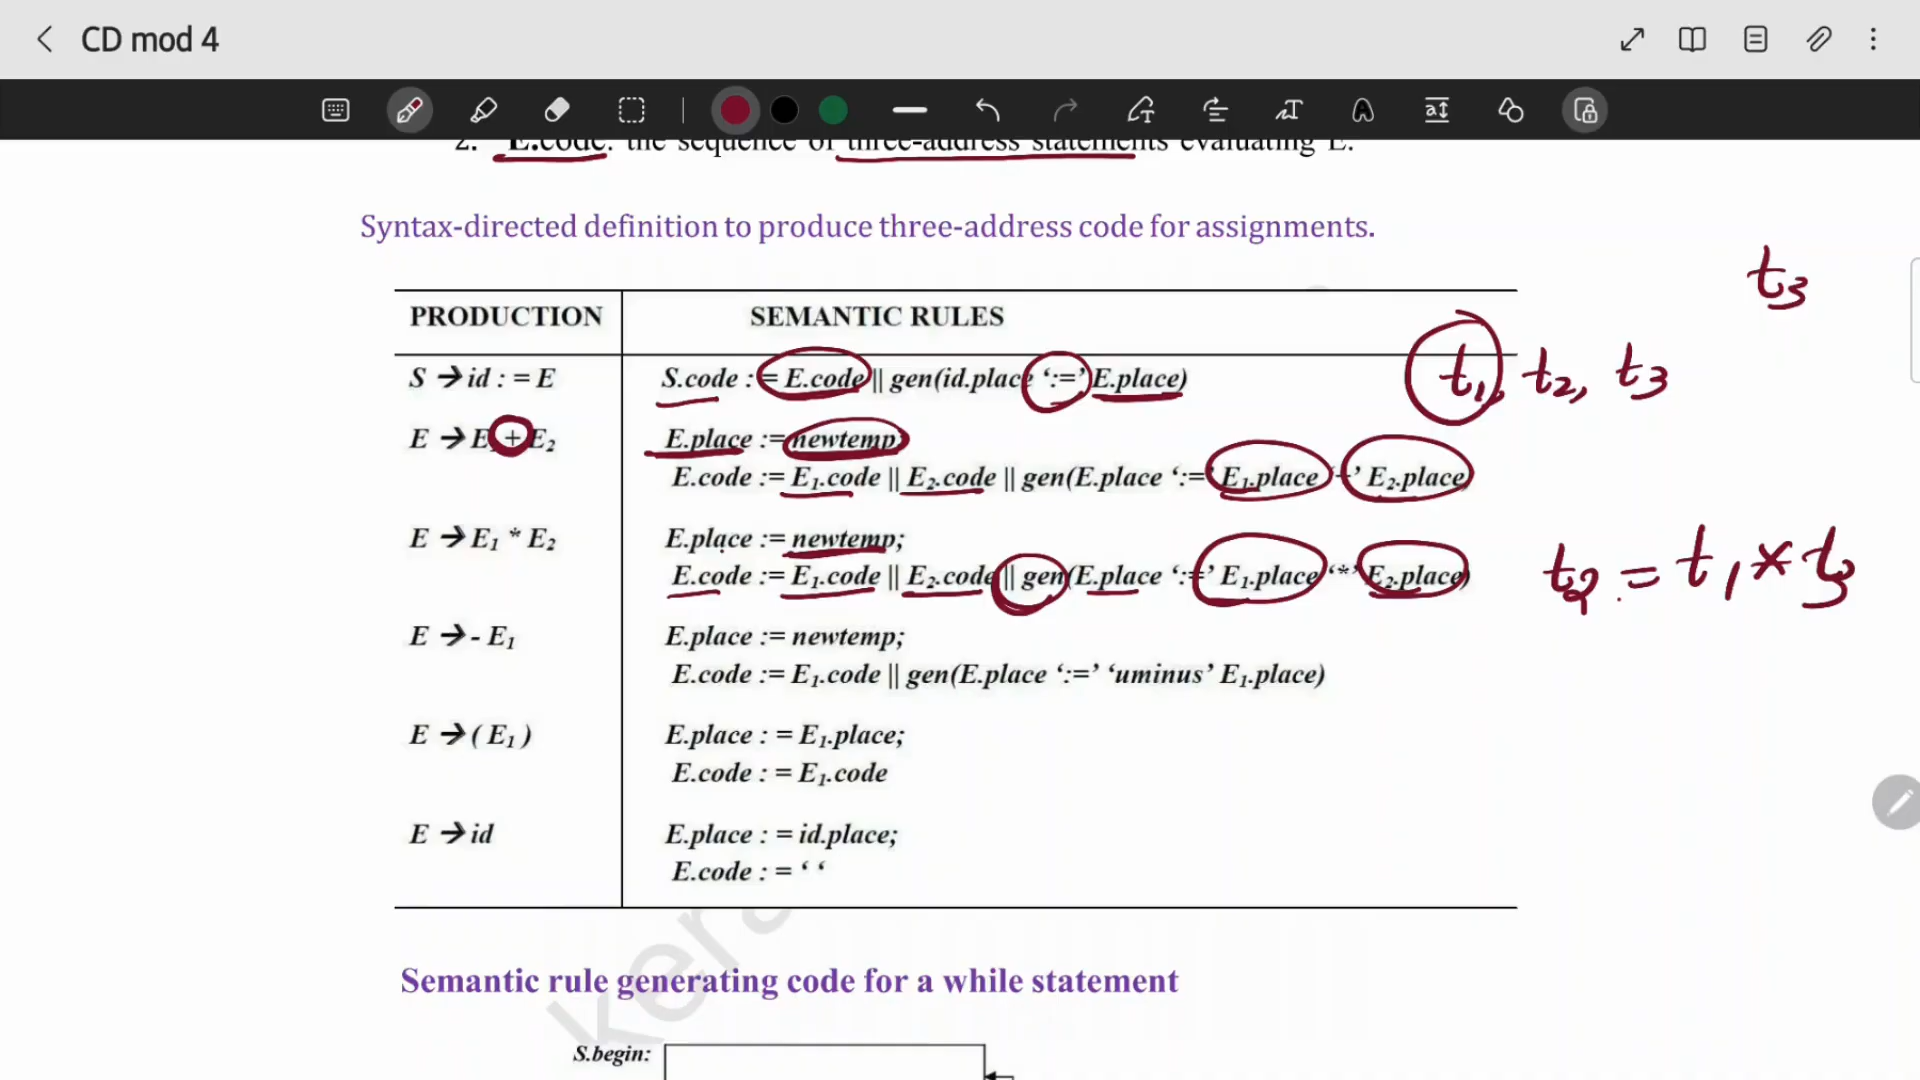 CD mod 4
2. E.code: the sequence of three-address statements evaluating E.
Syntax-directed definition to produce three-address code for assignments.
t3
PRODUCTION SEMANTIC RULES
t1, t2, t3
S → id : = E S.code : = E.code || gen(id.place ‘:=’ E.place)
E → E + E2 E.place := newtemp;
E.code := E1.code || E2.code || gen(E.place ‘:=’ E1.place ‘+’ E2.place)
E → E1 * E2 E.place := newtemp;
E.code := E1.code || E2.code || gen(E.place ‘:=’ E1.place ‘*’ E2.place)
t2 = t1 * t3
E → - E1 E.place := newtemp;
E.code := E1.code || gen(E.place ‘:=’ ‘uminus’ E1.place)
E → ( E1 ) E.place : = E1.place;
E.code : = E1.code
E → id E.place : = id.place;
E.code : = ‘ ‘
Semantic rule generating code for a while statement
S.begin: